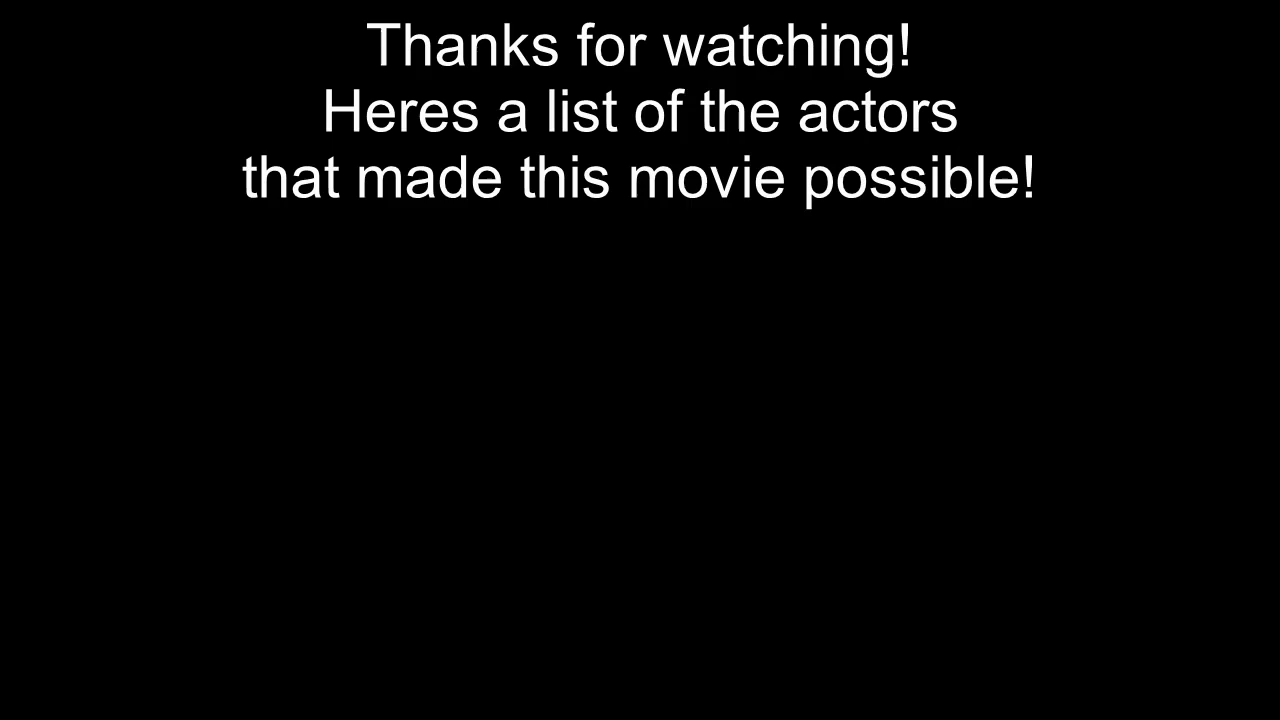 Thanks for watching!
Heres a list of the actors
that made this movie possible!